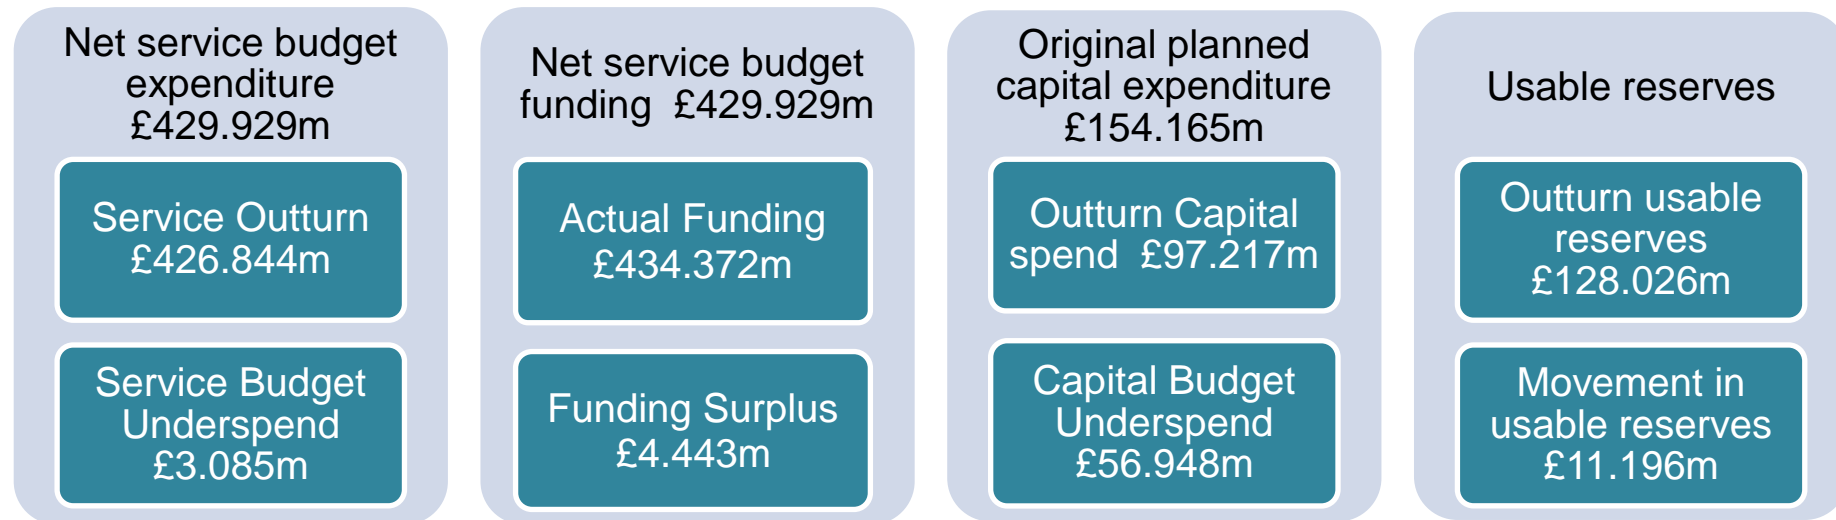 Net service budget
expenditure
£429.929m
Service Outturn
£426.844m
Service Budget
Underspend
£3.085m
Net service budget
funding £429.929m
Actual Funding
£434.372m
Funding Surplus
£4.443m
Original planned
capital expenditure
£154.165m
Outturn Capital
spend £97.217m
Capital Budget
Underspend
£56.948m
Usable reserves
Outturn usable
reserves
£128.026m
Movement in
usable reserves
£11.196m